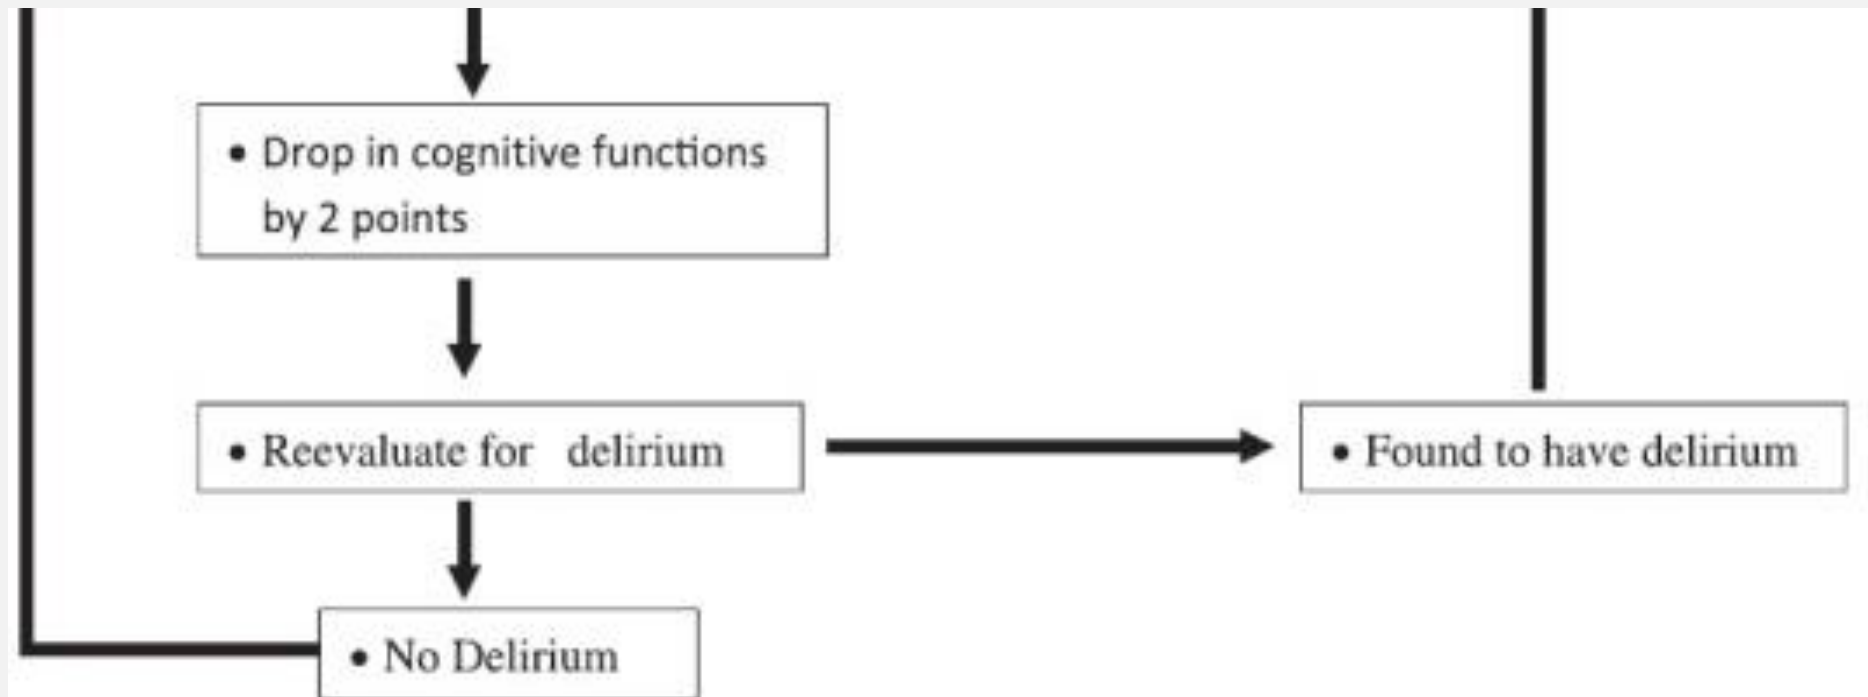 • Drop in cognitive functions
by 2 points
• Reevaluate for delirium
• Found to have delirium
• No Delirium